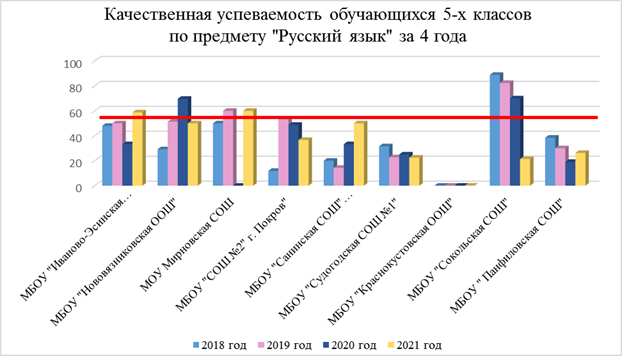 Качественная успеваемость обучающихся 5-х классов
по предмету "Русский язык" за 4 года
100
80
60
40
20
0
МБОУ "Иваново-Эсинская...
МБОУ "Нововязниковская ООШ"
МОУ Мирновская СОШ
МБОУ "СОШ №2" г. Покров"
МБОУ "Санинская СОШ" ...
МБОУ "Судогодская СОШ №1"
МБОУ "Краснокустовская ООШ"
МБОУ "Сокольская СОШ"
МБОУ " Панфиловская СОШ"
2018 год 2019 год 2020 год 2021 год